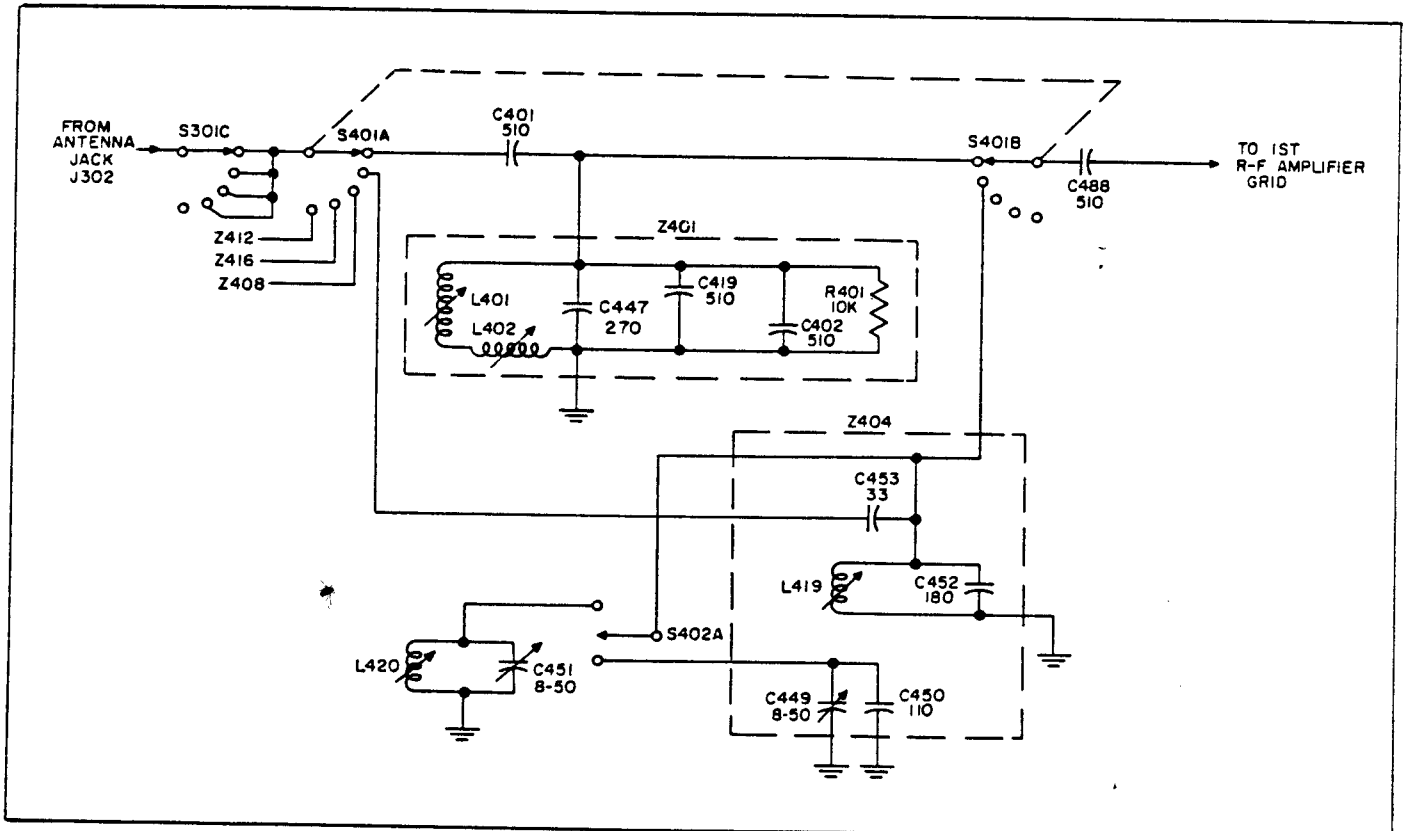 FROM
ANTENNA
JACK
J302
S301C
S401A
C401
510
S401B
C488
510
TO 1ST
R-F AMPLIFIER
GRID
Z412
Z416
Z408
Z401
L401
L402
C447
270
C419
510
C402
510
R401
10K
Z404
C453
33
L419
C452
180
S402A
L420
C451
8-50
C449
8-50
C450
110